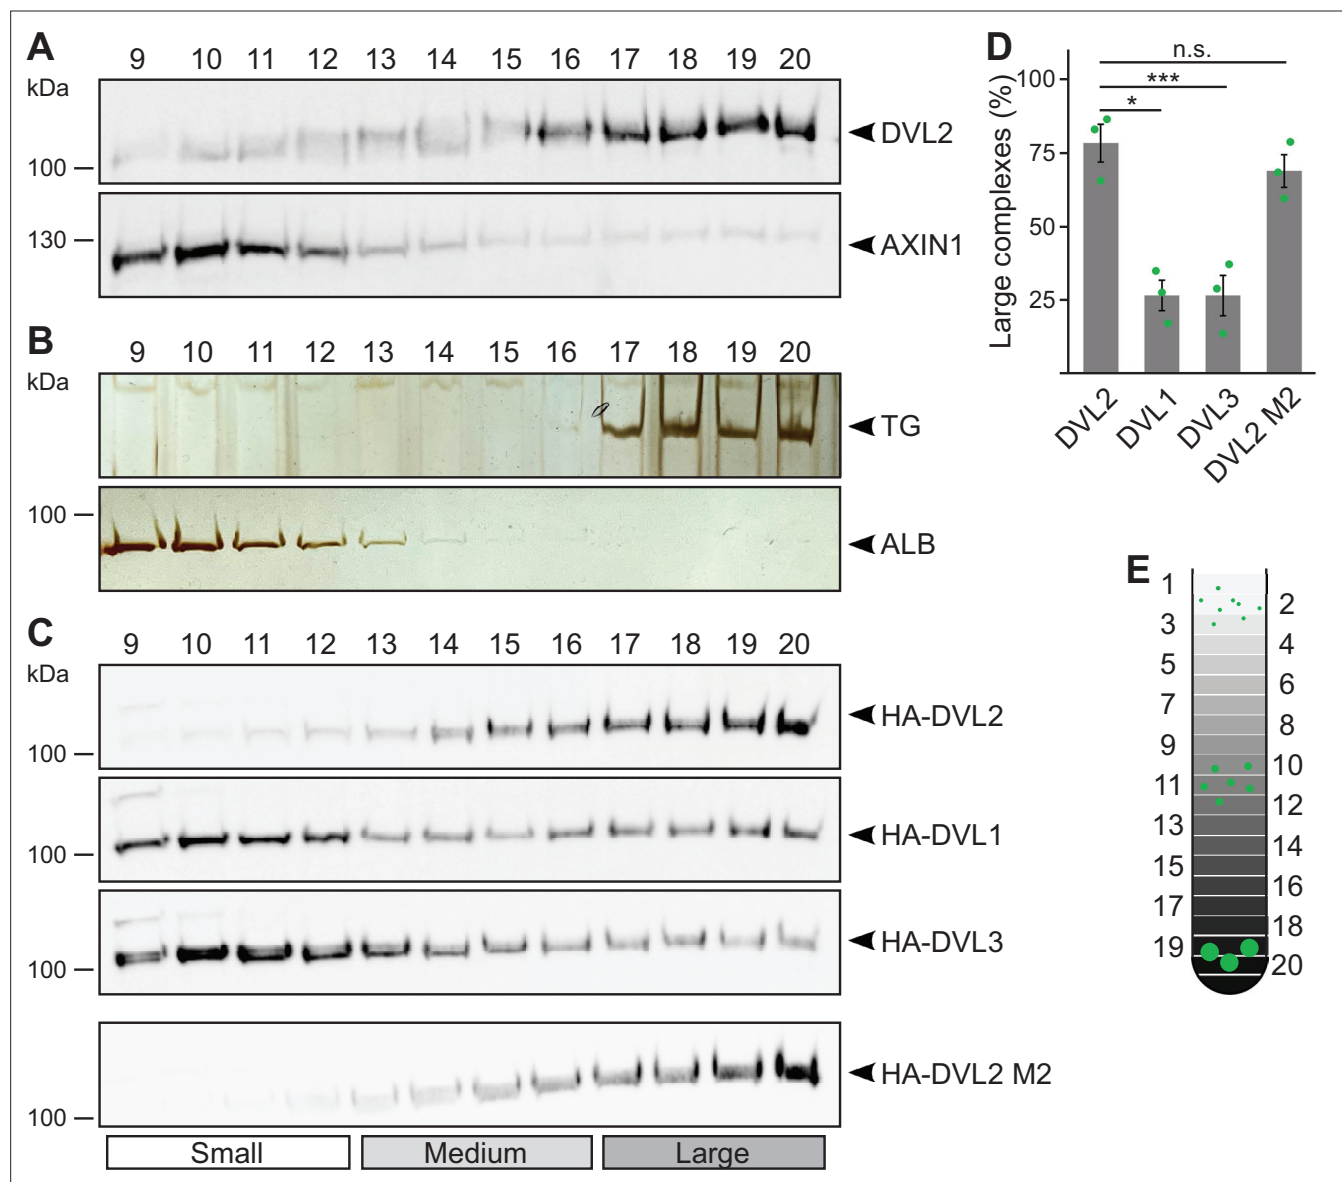 A
9 10 11 12 13 14 15 16 17 18 19 20
kDa
DVL2
100
130
AXIN1
B
9 10 11 12 13 14 15 16 17 18 19 20
kDa
TG
100
ALB
C
9 10 11 12 13 14 15 16 17 18 19 20
kDa
HA-DVL2
100
HA-DVL1
100
HA-DVL3
100
HA-DVL2 M2
100
Small Medium Large
D
n.s.
***
*
Large complexes (%)
100
75
50
25
DVL2 DVL1 DVL3 DVL2 M2
E
1
2
3
4
5
6
7
8
9
10
11
12
13
14
15
16
17
18
19
20